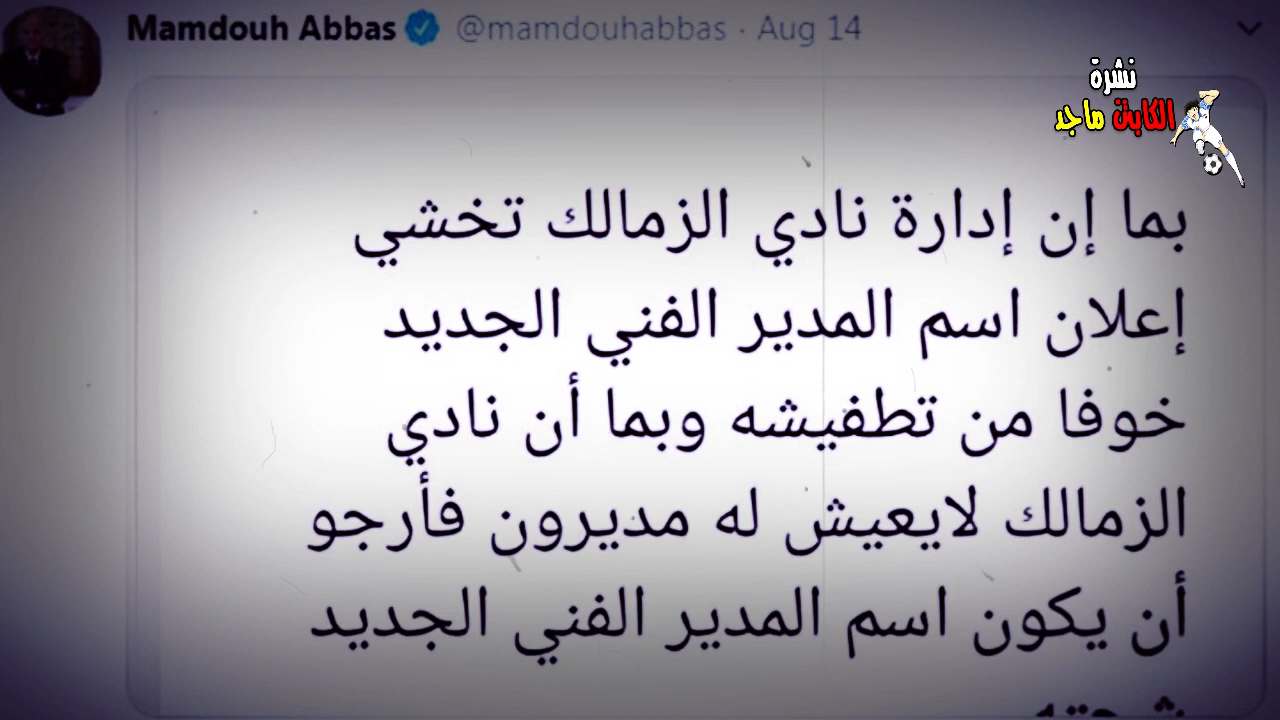 Mamdouh Abbas @mamdouhabbas · Aug 14
نشرة
الكابتن ماجد
بما إن إدارة نادي الزمالك تخشي
إعلان اسم المدير الفني الجديد
خوفا من تطفيشه وبما أن نادي
الزمالك لايعيش له مديرون فأرجو
أن يكون اسم المدير الفني الجديد